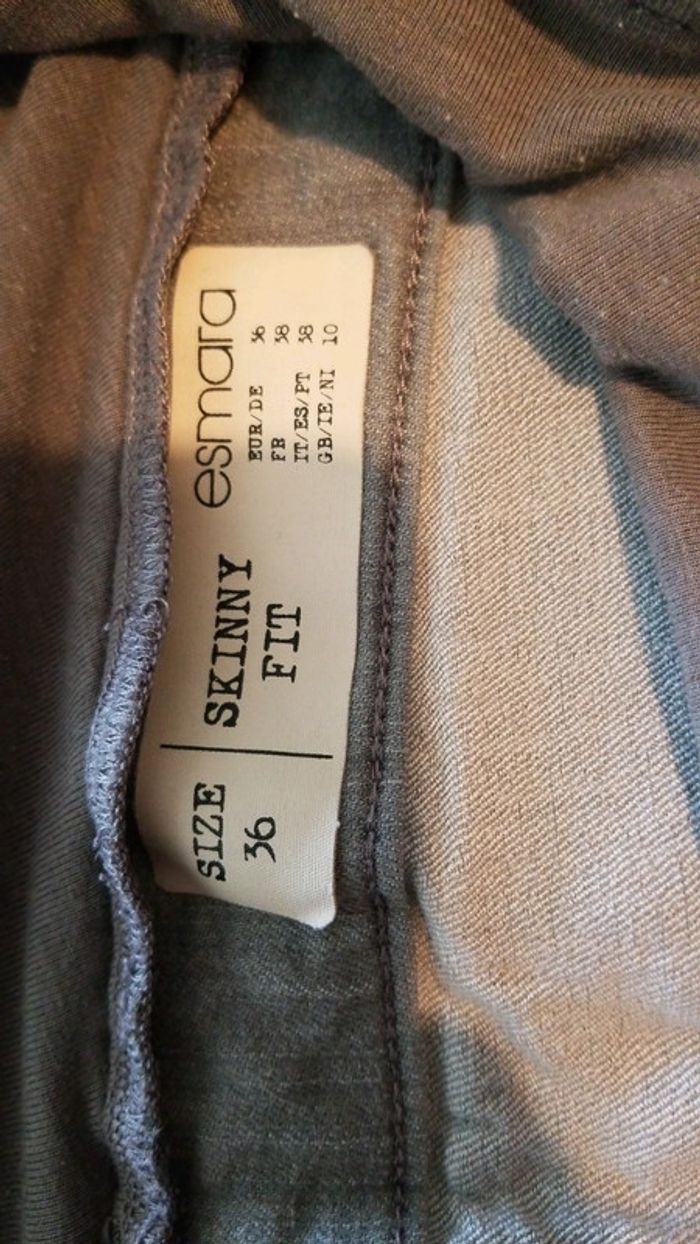 SIZE
36
SKINNY
FIT
esmara
EUR/DE 36
FR 38
IT/ES/PT 38
GB/IE/NI 10